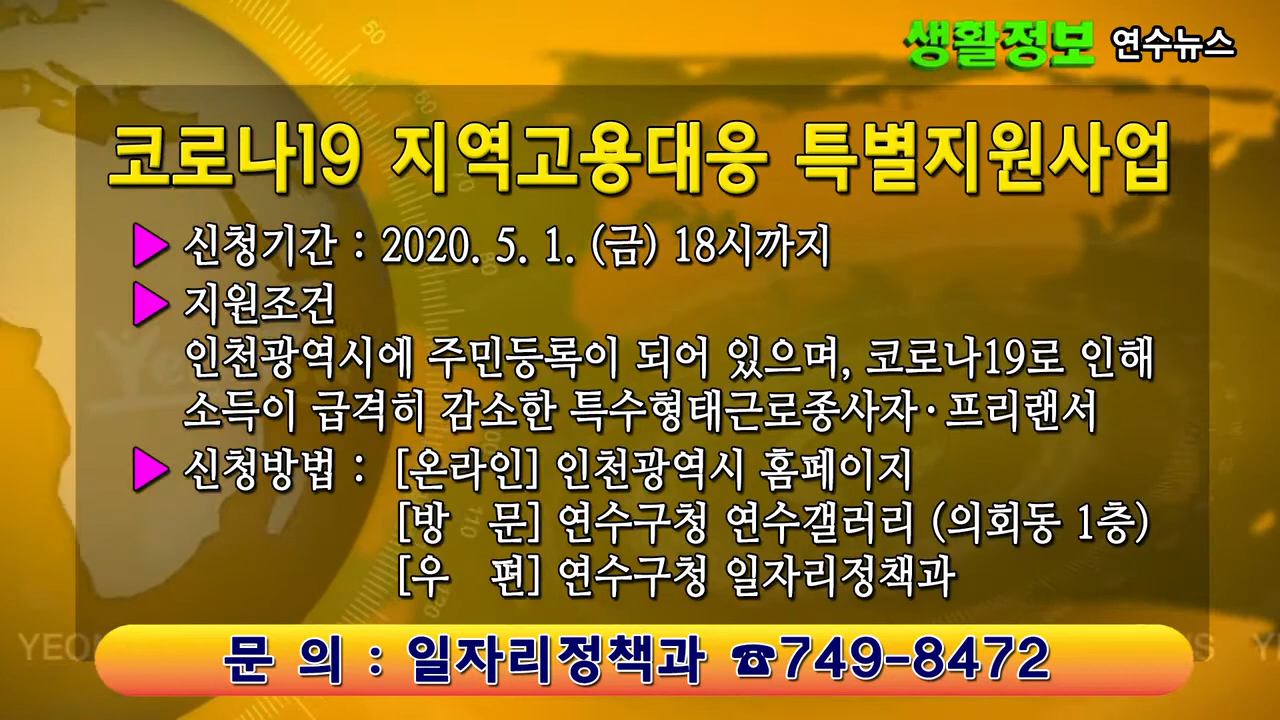 생활정보 연수뉴스
코로나19 지역고용대응 특별지원사업
▶ 신청기간 : 2020. 5. 1. (금) 18시까지
▶ 지원조건
인천광역시에 주민등록이 되어 있으며, 코로나19로 인해
소득이 급격히 감소한 특수형태근로종사자·프리랜서
▶ 신청방법 : [온라인] 인천광역시 홈페이지
[방 문] 연수구청 연수갤러리 (의회동 1층)
[우 편] 연수구청 일자리정책과
문 의 : 일자리정책과 ☎749-8472